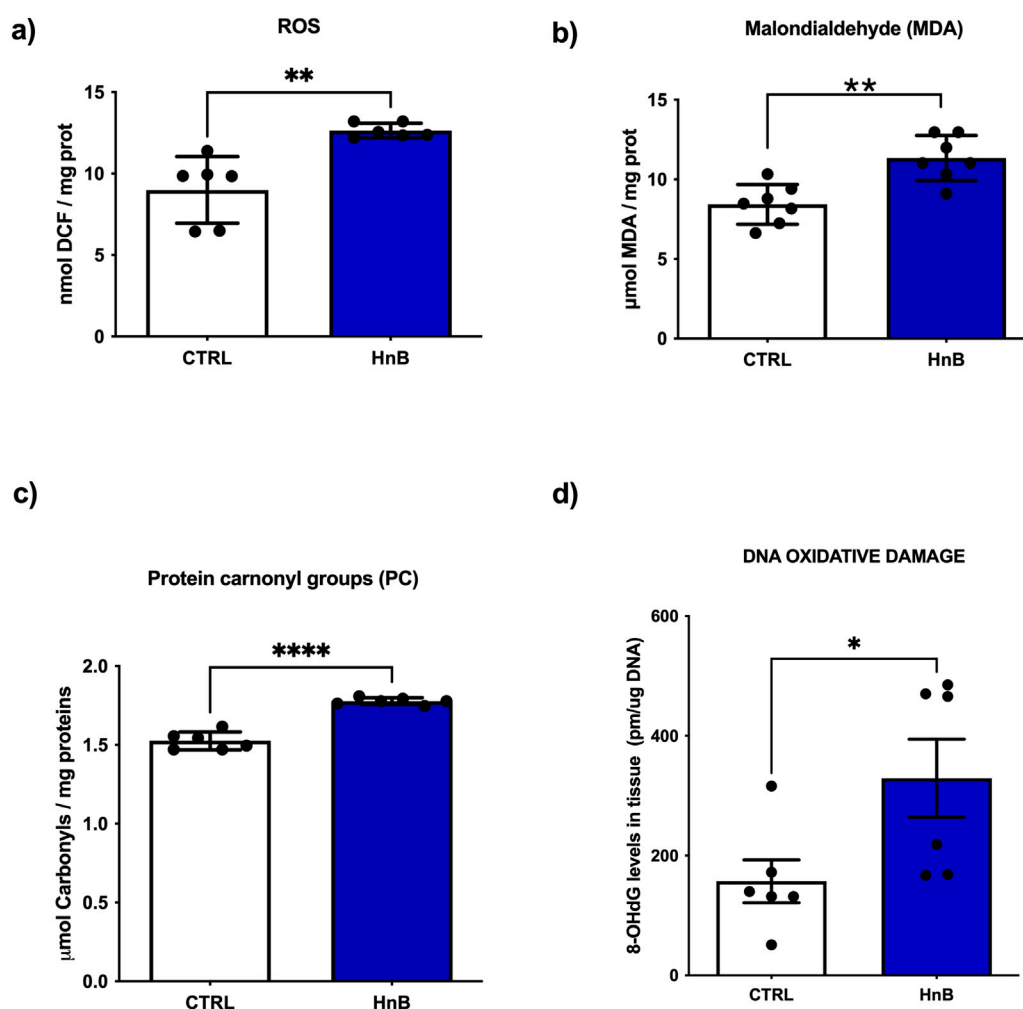 a)
ROS
**
nmol DCF / mg prot
15
10
5
0
CTRL
HnB
b)
Malondialdehyde (MDA)
**
µmol MDA / mg prot
15
10
5
0
CTRL
HnB
c)
Protein carnonyl groups (PC)
****
µmol Carbonyls / mg proteins
2.0
1.5
1.0
0.5
0.0
CTRL
HnB
d)
DNA OXIDATIVE DAMAGE
*
8-OHdG levels in tissue (pm/ug DNA)
600
400
200
0
CTRL
HnB